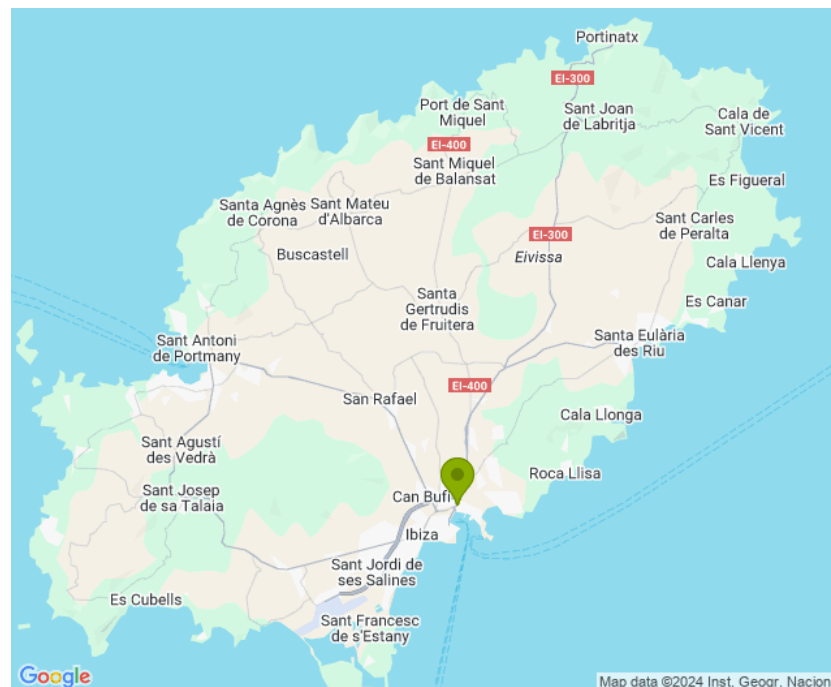 Portinatx
EI-300
Port de Sant
Miquel
Sant Joan
de Labritja
Cala de
Sant Vicent
EI-400
Sant Miquel
de Balansat
Es Figueral
Santa Agnès
de Corona
Sant Mateu
d'Albarca
Sant Carles
de Peralta
EI-300
Buscastell
Eivissa
Cala Llenya
Santa
Gertrudis
de Fruitera
Es Canar
Sant Antoni
de Portmany
Santa Eulària
des Riu
EI-400
San Rafael
Cala Llonga
Sant Agustí
des Vedrà
Roca Llisa
Sant Josep
de sa Talaia
Can Bufí
Ibiza
Sant Jordi de
ses Salines
Es Cubells
Sant Francesc
de s'Estany
Google
Map data ©2024 Inst. Geogr. Nacion